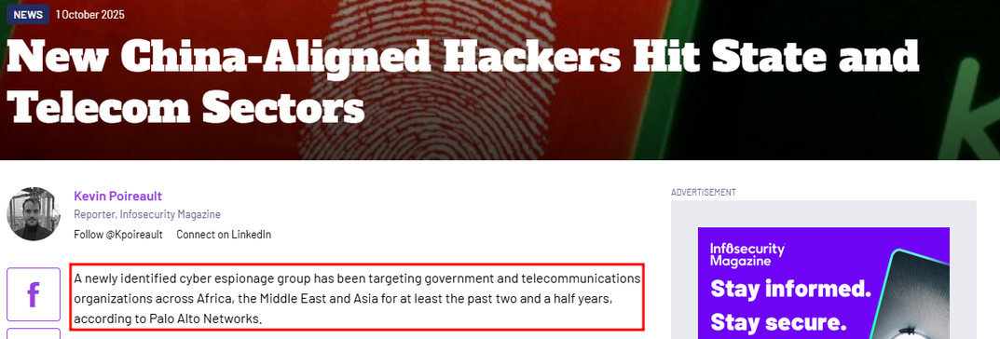 NEWS 1 October 2025
New China-Aligned Hackers Hit State and
Telecom Sectors
Kevin Poireault
Reporter, Infosecurity Magazine
Follow @Kpoireault Connect on LinkedIn
f
A newly identified cyber espionage group has been targeting government and telecommunications
organizations across Africa, the Middle East and Asia for at least the past two and a half years,
according to Palo Alto Networks.
ADVERTISEMENT
Infosecurity
Magazine
Stay informed.
Stay secure.
k